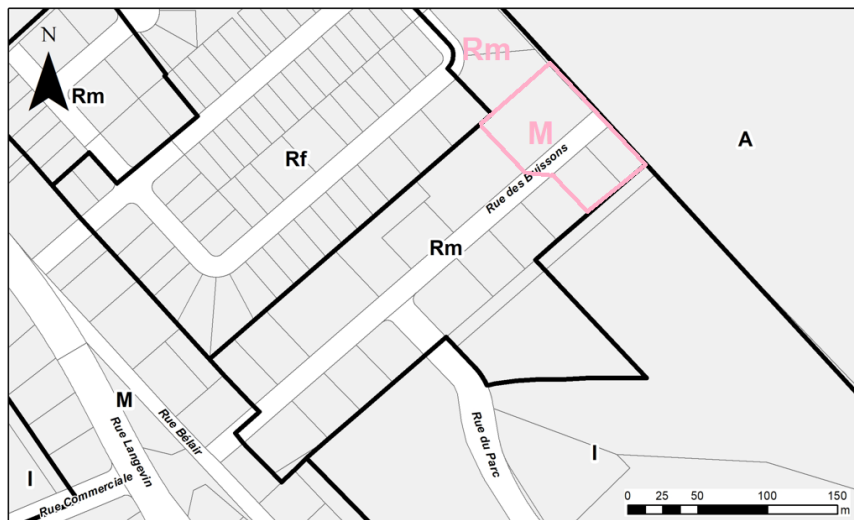 N
Rm
Rm
M
A
Rf
Rue des Buissons
Rm
M
Rue Bélair
Rue Langevin
Rue du Parc
I
I
Rue Commerciale
0 25 50 100 150
m